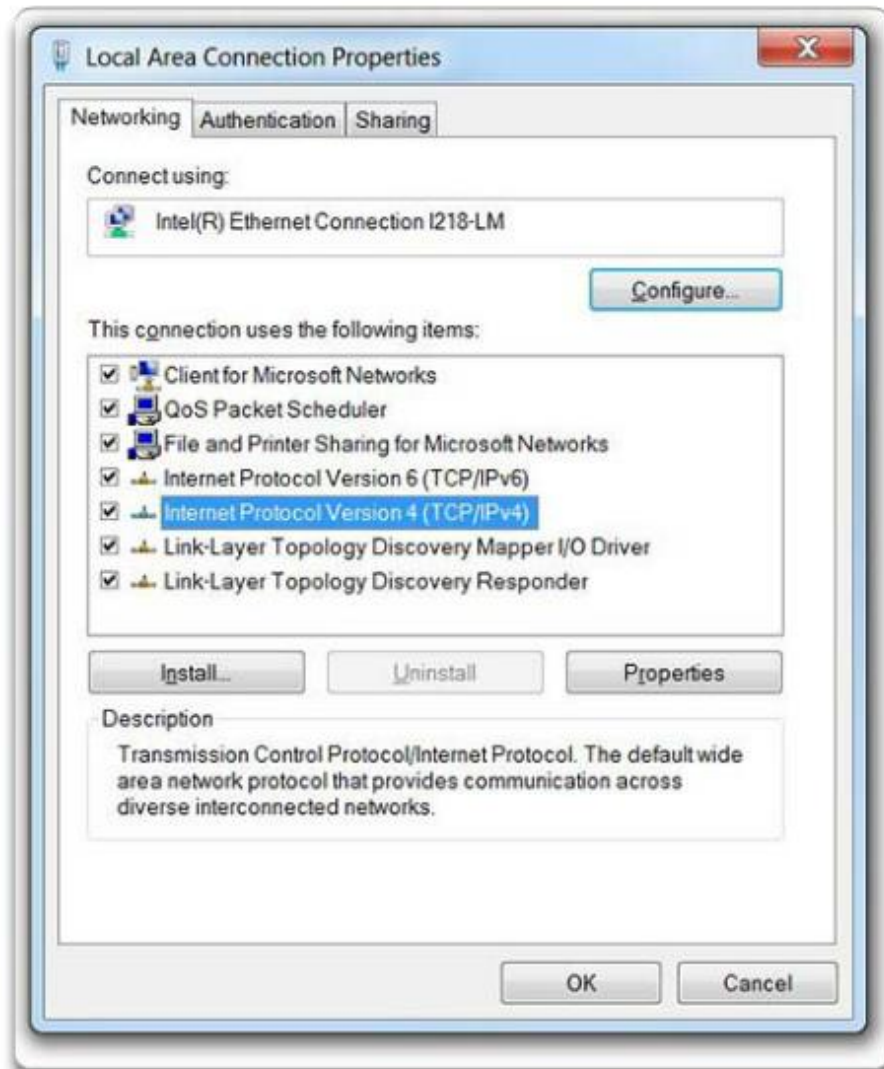 Local Area Connection Properties
Networking Authentication Sharing
Connect using:
Intel(R) Ethernet Connection I218-LM
Configure...
This connection uses the following items:
Client for Microsoft Networks
QoS Packet Scheduler
File and Printer Sharing for Microsoft Networks
Internet Protocol Version 6 (TCP/IPv6)
Internet Protocol Version 4 (TCP/IPv4)
Link-Layer Topology Discovery Mapper I/O Driver
Link-Layer Topology Discovery Responder
Install... Uninstall Properties
Description
Transmission Control Protocol/Internet Protocol. The default wide
area network protocol that provides communication across
diverse interconnected networks.
OK Cancel